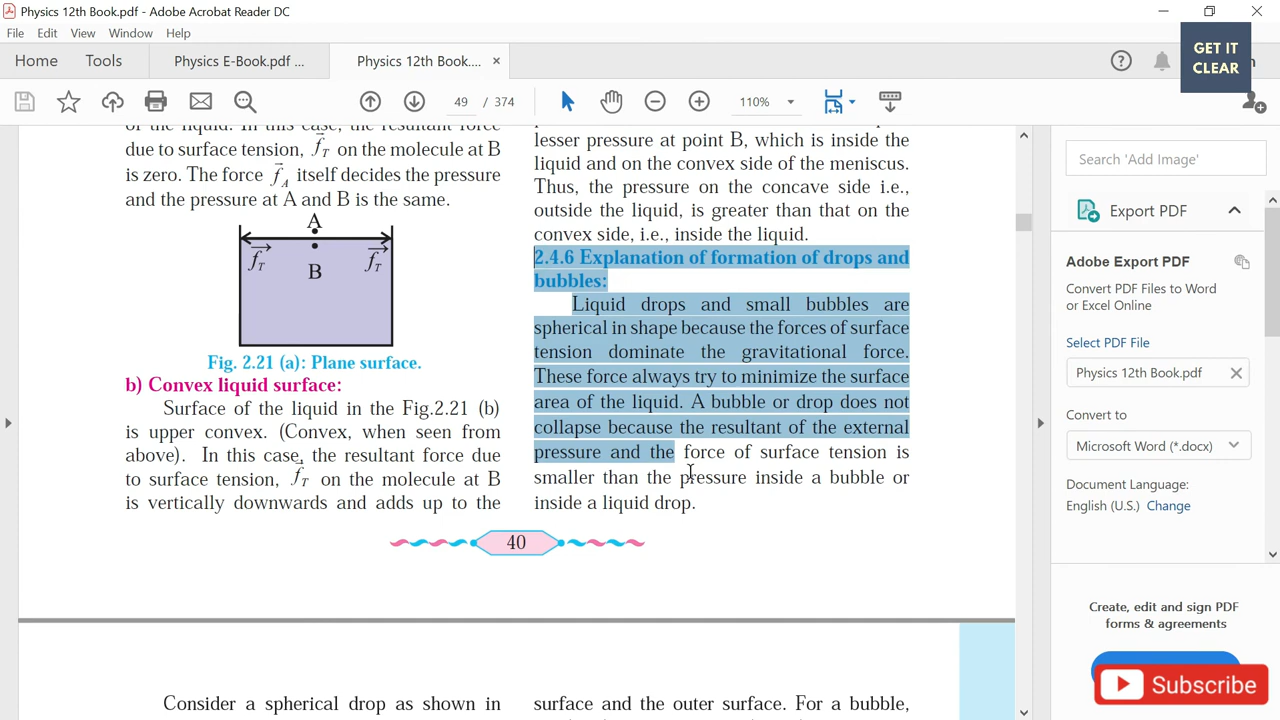 Physics 12th Book.pdf - Adobe Acrobat Reader DC
File Edit View Window Help
Home Tools Physics E-Book.pdf ... Physics 12th Book.... ×
GET IT
CLEAR
49 / 374 110%
of the liquid. In this case, the resultant force
due to surface tension, f_T on the molecule at B
is zero. The force f_A itself decides the pressure
and the pressure at A and B is the same.
A
f_T f_T
B
Fig. 2.21 (a): Plane surface.
b) Convex liquid surface:
Surface of the liquid in the Fig.2.21 (b)
is upper convex. (Convex, when seen from
above). In this case, the resultant force due
to surface tension, f_T on the molecule at B
is vertically downwards and adds up to the
lesser pressure at point B, which is inside the
liquid and on the convex side of the meniscus.
Thus, the pressure on the concave side i.e.,
outside the liquid, is greater than that on the
convex side, i.e., inside the liquid.
2.4.6 Explanation of formation of drops and
bubbles:
Liquid drops and small bubbles are
spherical in shape because the forces of surface
tension dominate the gravitational force.
These force always try to minimize the surface
area of the liquid. A bubble or drop does not
collapse because the resultant of the external
pressure and the force of surface tension is
smaller than the pressure inside a bubble or
inside a liquid drop.
40
Consider a spherical drop as shown in
surface and the outer surface. For a bubble,
Search 'Add Image'
Export PDF
Adobe Export PDF
Convert PDF Files to Word
or Excel Online
Select PDF File
Physics 12th Book.pdf
Convert to
Microsoft Word (*.docx)
Document Language:
English (U.S.) Change
Create, edit and sign PDF
forms & agreements
Subscribe